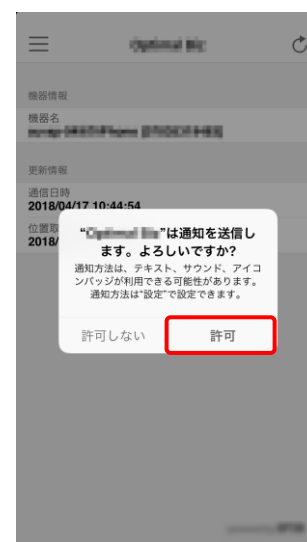 機器情報
機器名
更新情報
通信日時
2018/04/17 10:44:54
位置取
2018/
"は通知を送信し
ます。よろしいですか?
通知方法は、テキスト、サウンド、アイコ
ンバッジが利用できる可能性があります。
通知方法は"設定"で設定できます。
許可しない
許可